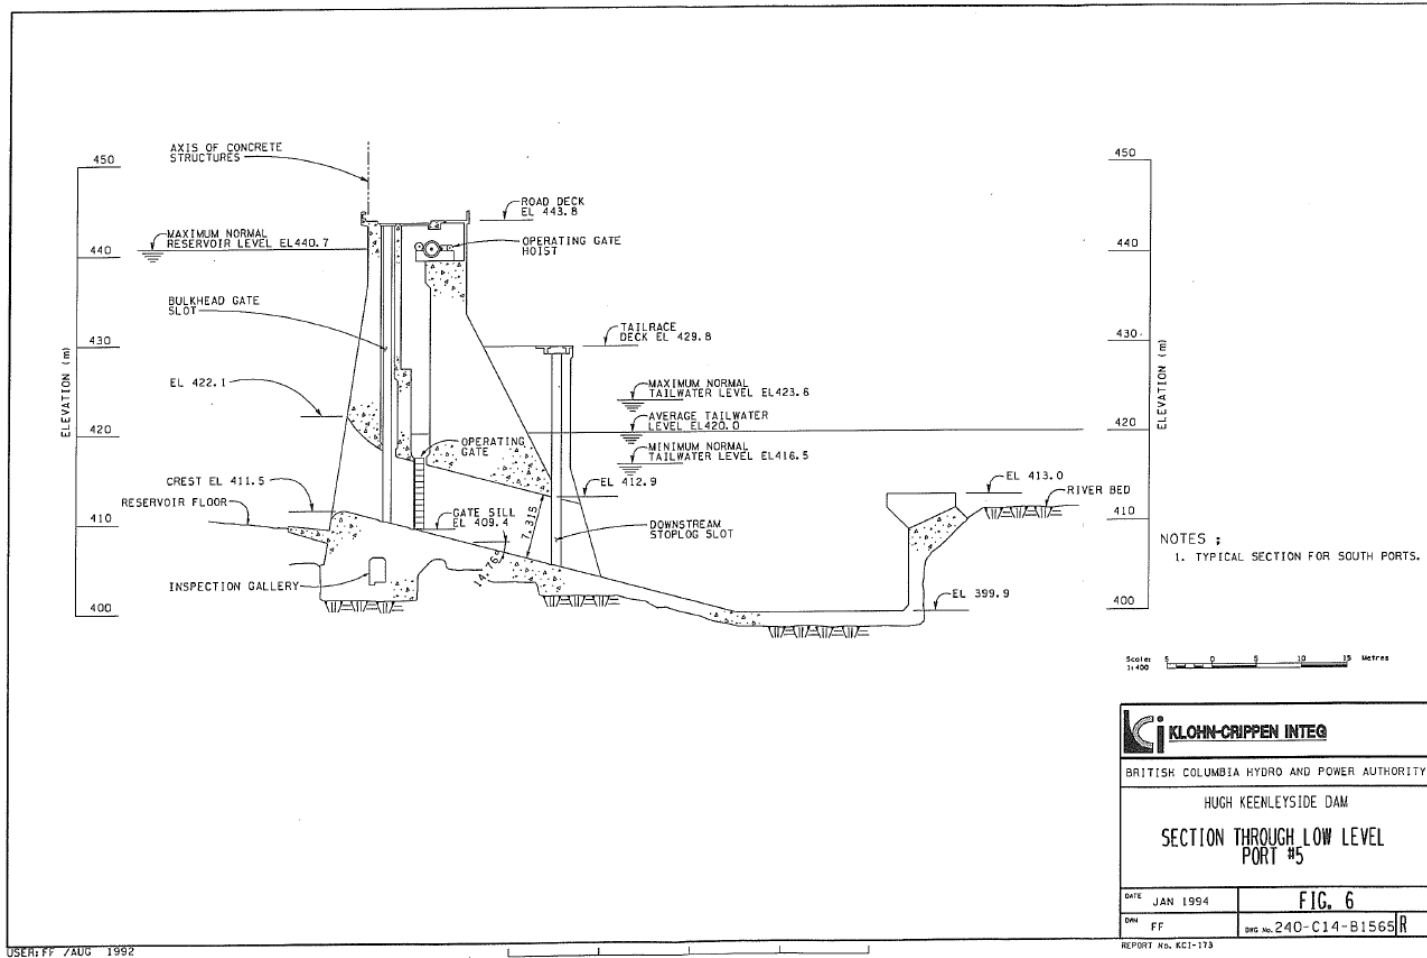 AXIS OF CONCRETE
STRUCTURES
450
450
ROAD DECK
EL 443.8
MAXIMUM NORMAL
RESERVOIR LEVEL EL440.7
OPERATING GATE
HOIST
440
440
BULKHEAD GATE
SLOT
TAILRACE
DECK EL 429.8
430
430
ELEVATION (m)
ELEVATION (m)
EL 422.1
MAXIMUM NORMAL
TAILWATER LEVEL EL423.6
AVERAGE TAILWATER
LEVEL EL420.0
420
420
OPERATING
GATE
MINIMUM NORMAL
TAILWATER LEVEL EL416.5
CREST EL 411.5
EL 412.9
EL 413.0
RESERVOIR FLOOR
RIVER BED
GATE SILL
EL 409.4
7.315
410
410
DOWNSTREAM
STOPLOG SLOT
NOTES ;
1. TYPICAL SECTION FOR SOUTH PORTS.
14.76°
INSPECTION GALLERY
EL 399.9
400
400
Scale:
1:400
5 0 5 10 15 Metres
KCI KLOHN-CRIPPEN INTEG
BRITISH COLUMBIA HYDRO AND POWER AUTHORITY
HUGH KEENLEYSIDE DAM
SECTION THROUGH LOW LEVEL
PORT #5
DATE JAN 1994
FIG. 6
DWN FF
DWG No. 240-C14-B1565 R
REPORT No. KCI-173
USER:FF /AUG 1992